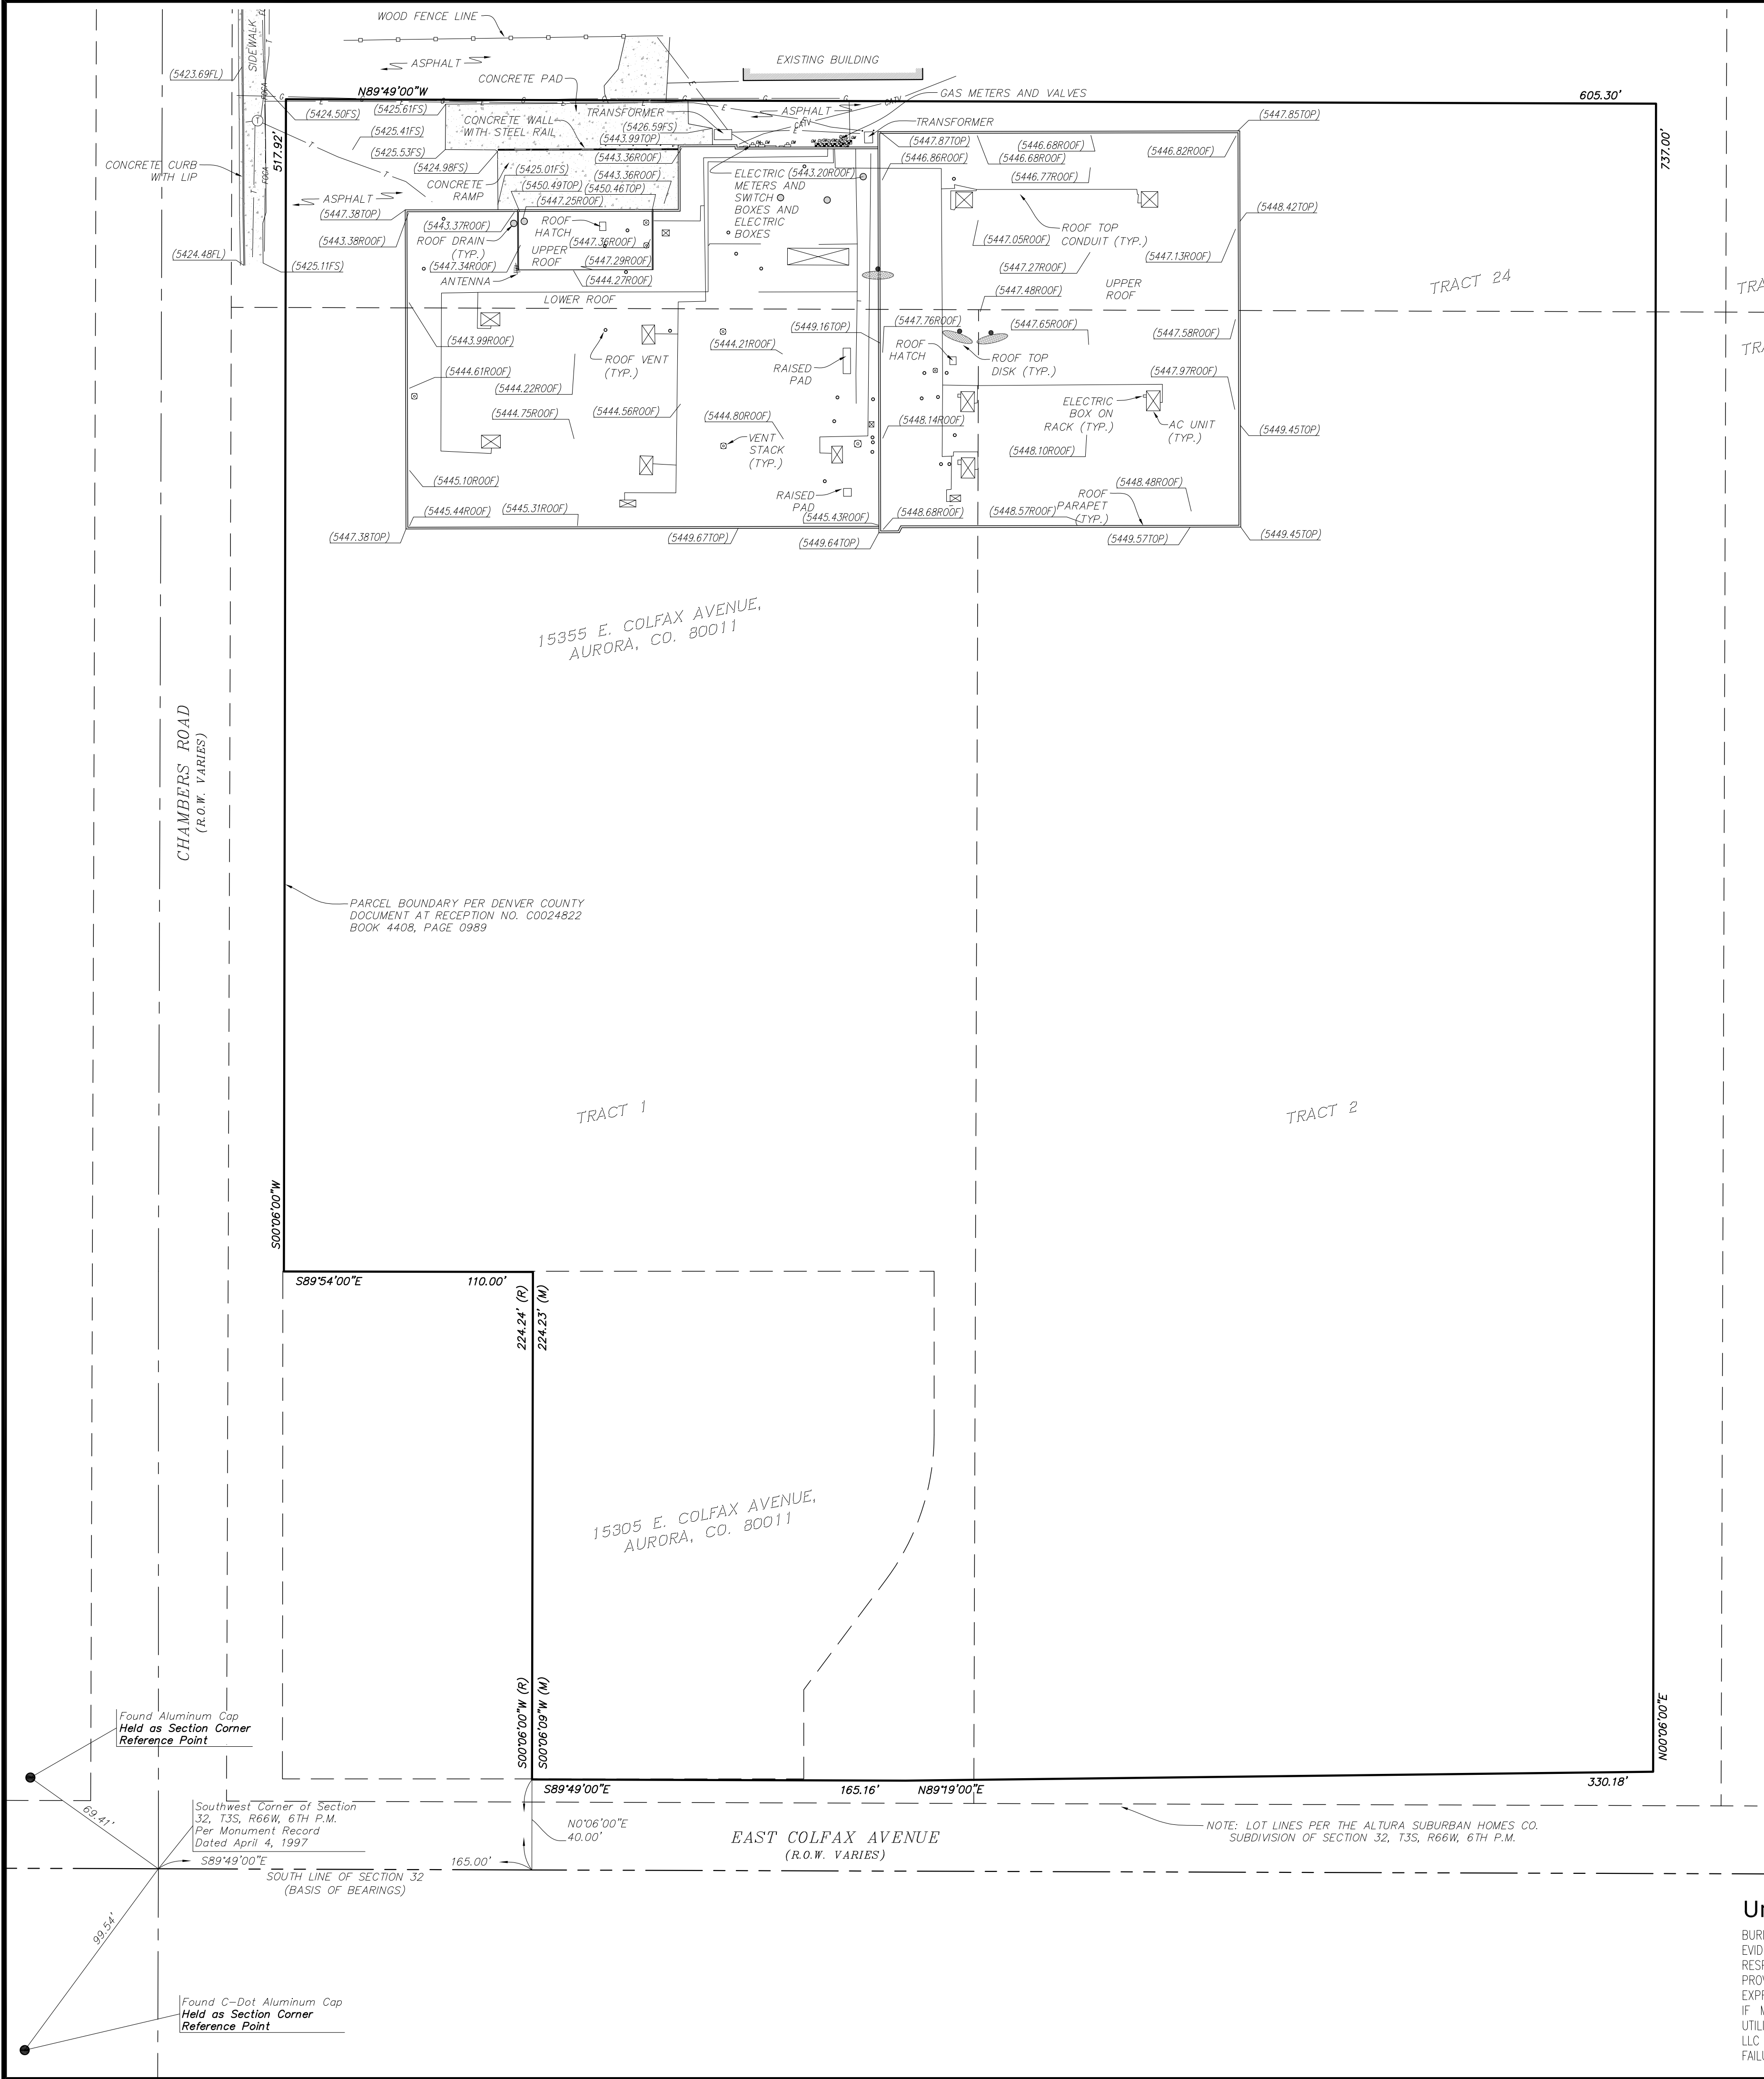 WOOD FENCE LINE
SIDEWALK
(5423.69FL)
ASPHALT
CONCRETE PAD
EXISTING BUILDING
N89°49'00"W
605.30'
GAS METERS AND VALVES
(5424.50FS)
(5425.61FS)
TRANSFORMER
ASPHALT
CATV
CATV
(5447.85TOP)
CONCRETE WALL
WITH STEEL RAIL
(5426.59FS)
(5443.99TOP)
TRANSFORMER
(5425.41FS)
(5425.53FS)
(5447.87TOP)
(5446.68ROOF)
(5446.82ROOF)
517.92'
737.00'
CONCRETE CURB
WITH LIP
(5424.98FS)
(5425.01FS)
(5443.36ROOF)
(5443.36ROOF)
(5446.86ROOF)
(5446.68ROOF)
(5446.77ROOF)
CONCRETE
RAMP
(5450.49TOP)
(5450.46TOP)
ELECTRIC
METERS AND
SWITCH
BOXES AND
ELECTRIC
BOXES
(5443.20ROOF)
ASPHALT
(5447.25ROOF)
(5447.38TOP)
(5448.42TOP)
(5443.37ROOF)
ROOF
HATCH
ROOF TOP
CONDUIT (TYP.)
(5443.38ROOF)
ROOF DRAIN
(TYP.)
UPPER
ROOF
(5447.36ROOF)
(5447.05ROOF)
(5447.13ROOF)
(5424.48FL)
(5425.11FS)
(5447.34ROOF)
(5447.29ROOF)
(5447.27ROOF)
ANTENNA
(5444.27ROOF)
(5447.48ROOF)
UPPER
ROOF
TRACT 24
LOWER ROOF
(5449.16TOP)
(5447.76ROOF)
(5447.65ROOF)
(5447.58ROOF)
(5443.99ROOF)
(5444.21ROOF)
ROOF
HATCH
ROOF VENT
(TYP.)
RAISED
PAD
ROOF TOP
DISK (TYP.)
(5444.61ROOF)
(5444.22ROOF)
(5447.97ROOF)
(5444.75ROOF)
(5444.56ROOF)
(5444.80ROOF)
(5448.14ROOF)
ELECTRIC
BOX ON
RACK (TYP.)
AC UNIT
(TYP.)
(5449.45TOP)
VENT
STACK
(TYP.)
(5448.10ROOF)
(5445.10ROOF)
(5448.48ROOF)
RAISED
PAD
ROOF
PARAPET
(TYP.)
(5445.44ROOF)
(5445.31ROOF)
(5445.43ROOF)
(5448.68ROOF)
(5448.57ROOF)
(5447.38TOP)
(5449.67TOP)
(5449.64TOP)
(5449.57TOP)
(5449.45TOP)
15355 E. COLFAX AVENUE,
AURORA, CO. 80011
CHAMBERS ROAD
(R.O.W. VARIES)
PARCEL BOUNDARY PER DENVER COUNTY
DOCUMENT AT RECEPTION NO. C0024822
BOOK 4408, PAGE 0989
TRACT 1
TRACT 2
S00°06'00"W
S89°54'00"E
110.00'
224.24' (R)
224.23' (M)
15305 E. COLFAX AVENUE,
AURORA, CO. 80011
S00°06'00"W (R)
S00°06'09"W (M)
N00°06'00"E
Found Aluminum Cap
Held as Section Corner
Reference Point
S89°49'00"E
165.16'
N89°19'00"E
330.18'
69.41'
Southwest Corner of Section
32, T3S, R66W, 6TH P.M.
Per Monument Record
Dated April 4, 1997
N0°06'00"E
40.00'
EAST COLFAX AVENUE
(R.O.W. VARIES)
NOTE: LOT LINES PER THE ALTURA SUBURBAN HOMES CO.
SUBDIVISION OF SECTION 32, T3S, R66W, 6TH P.M.
S89°49'00"E
165.00'
SOUTH LINE OF SECTION 32
(BASIS OF BEARINGS)
99.54'
Found C-Dot Aluminum Cap
Held as Section Corner
Reference Point
IF
LLC